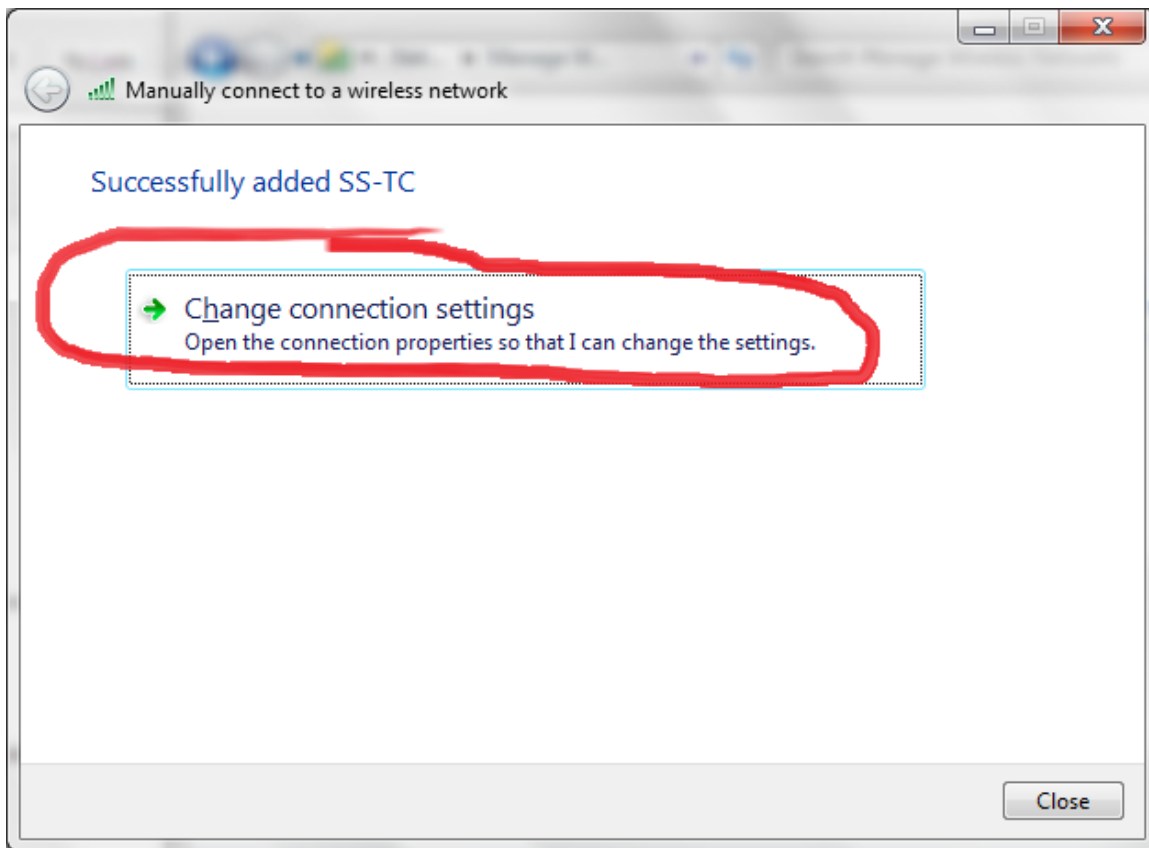 Manually connect to a wireless network
Successfully added SS-TC
Change connection settings
Open the connection properties so that I can change the settings.
Close